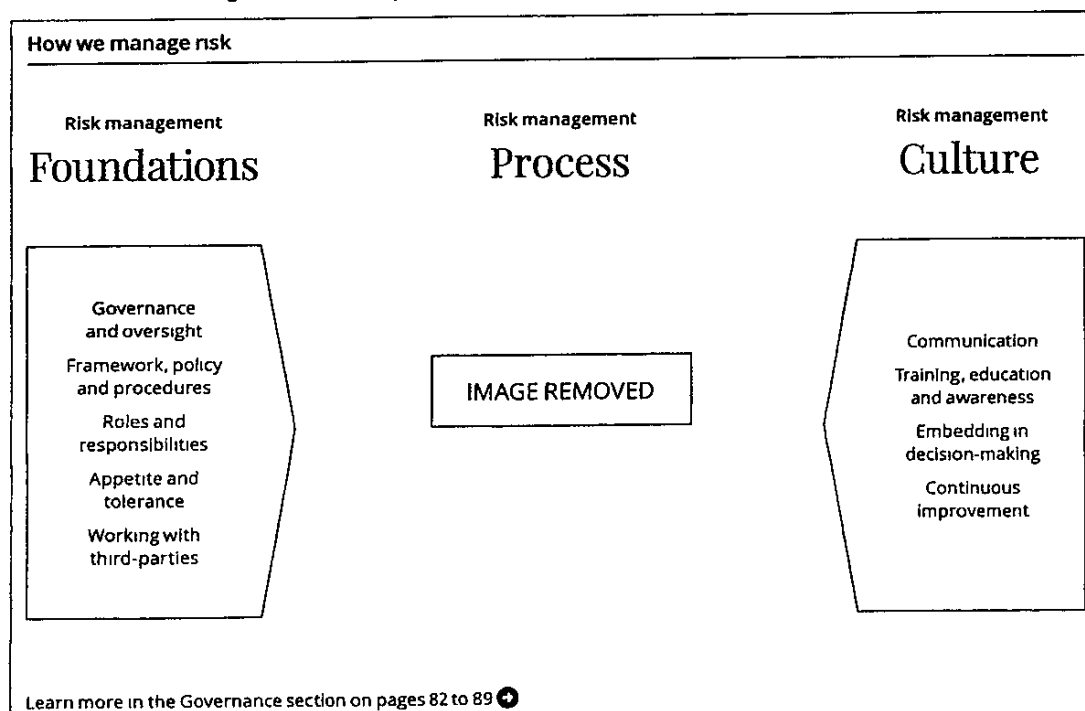 How we manage risk
Risk management
Foundations
Governance
and oversight
Framework, policy
and procedures
Roles and
responsibilities
Appetite and
tolerance
Working with
third-parties
Risk management
Process
IMAGE REMOVED
Risk management
Culture
Communication
Training, education
and awareness
Embedding in
decision-making
Continuous
improvement
Learn more in the Governance section on pages 82 to 89